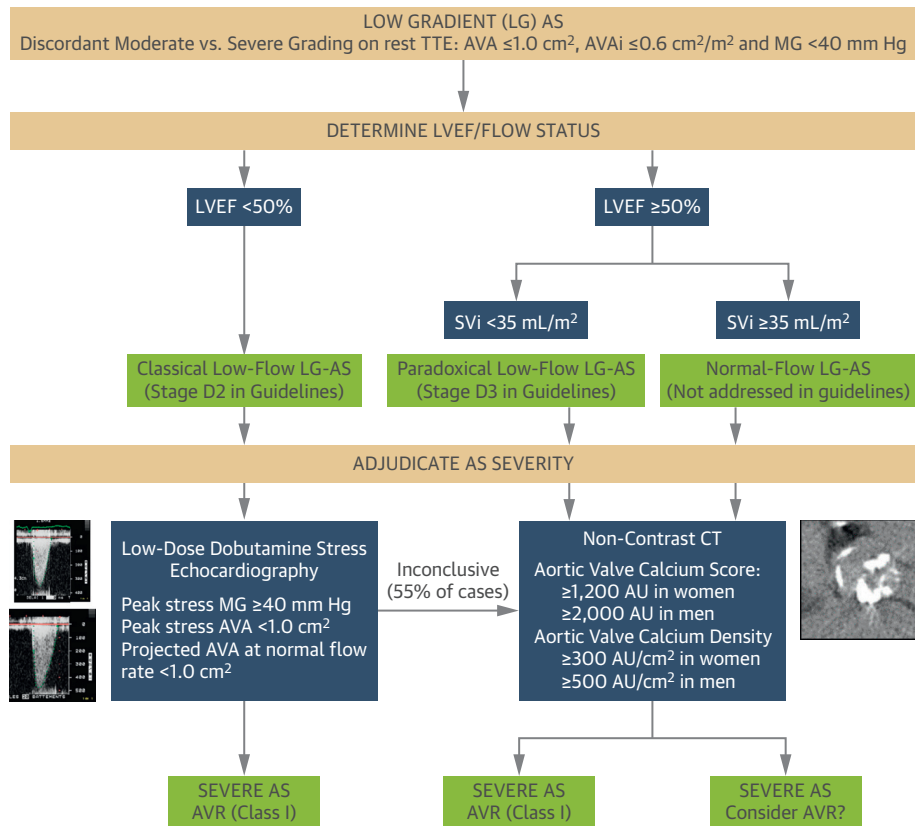 LOW GRADIENT (LG) AS
Discordant Moderate vs. Severe Grading on rest TTE: AVA ≤1.0 cm², AVAi ≤0.6 cm²/m² and MG <40 mm Hg
DETERMINE LVEF/FLOW STATUS
LVEF <50%
LVEF ≥50%
SVi <35 mL/m²
SVi ≥35 mL/m²
Classical Low-Flow LG-AS
(Stage D2 in Guidelines)
Paradoxical Low-Flow LG-AS
(Stage D3 in Guidelines)
Normal-Flow LG-AS
(Not addressed in guidelines)
ADJUDICATE AS SEVERITY
Low-Dose Dobutamine Stress
Echocardiography
Peak stress MG ≥40 mm Hg
Peak stress AVA <1.0 cm²
Projected AVA at normal flow
rate <1.0 cm²
Inconclusive
(55% of cases)
Non-Contrast CT
Aortic Valve Calcium Score:
≥1,200 AU in women
≥2,000 AU in men
Aortic Valve Calcium Density
≥300 AU/cm² in women
≥500 AU/cm² in men
SEVERE AS
AVR (Class I)
SEVERE AS
AVR (Class I)
SEVERE AS
Consider AVR?